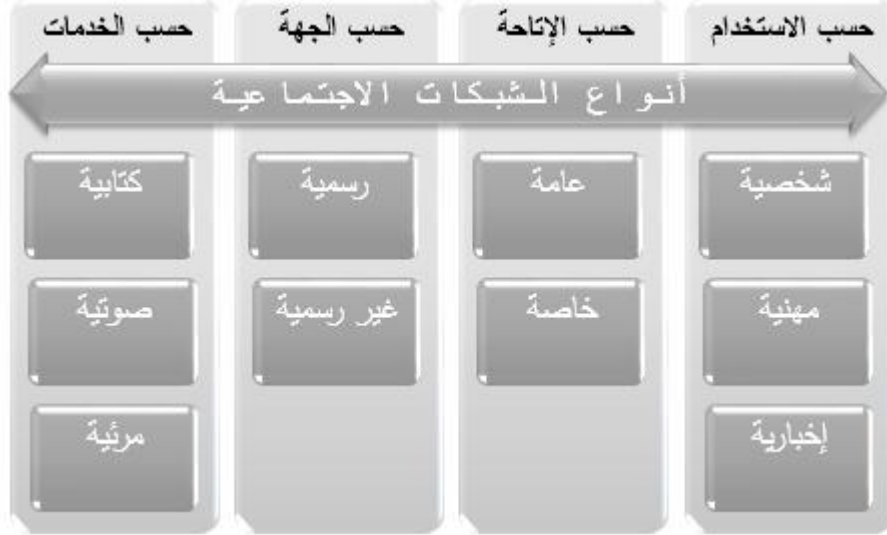 حسب الاستخدام
حسب الإتاحة
حسب الجهة
حسب الخدمات
أنواع الشبكات الاجتماعية
شخصية
عامة
رسمية
كتابية
مهنية
خاصة
غير رسمية
صوتية
إخبارية
مرئية